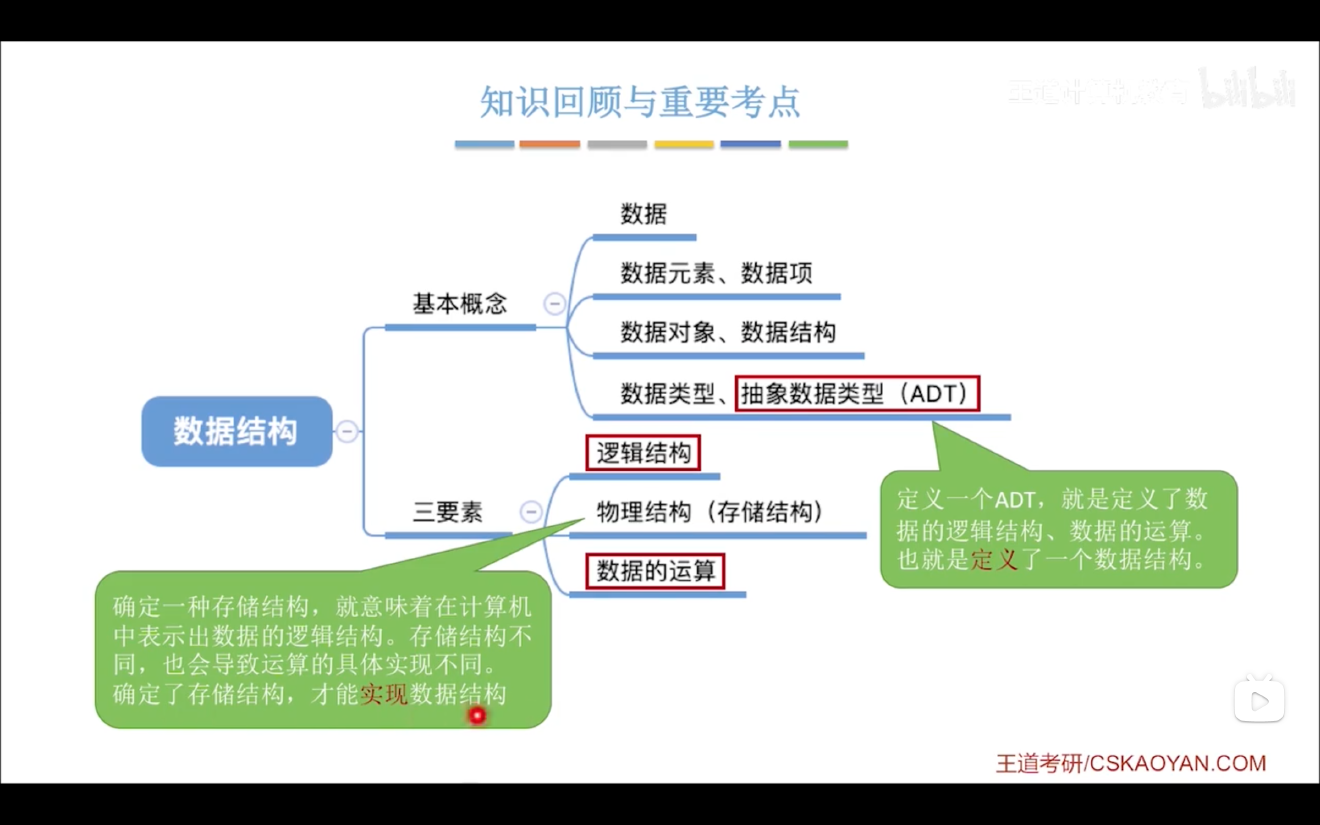 知识回顾与重要考点
王道计算机教育 bilibili
数据
数据元素、数据项
基本概念
数据对象、数据结构
数据类型、抽象数据类型（ADT）
数据结构
逻辑结构
三要素
物理结构（存储结构）
数据的运算
定义一个ADT，就是定义了数
据的逻辑结构、数据的运算。
也就是定义了一个数据结构。
确定一种存储结构，就意味着在计算机
中表示出数据的逻辑结构。存储结构不
同，也会导致运算的具体实现不同。
确定了存储结构，才能实现数据结构
王道考研/CSKAOYAN.COM